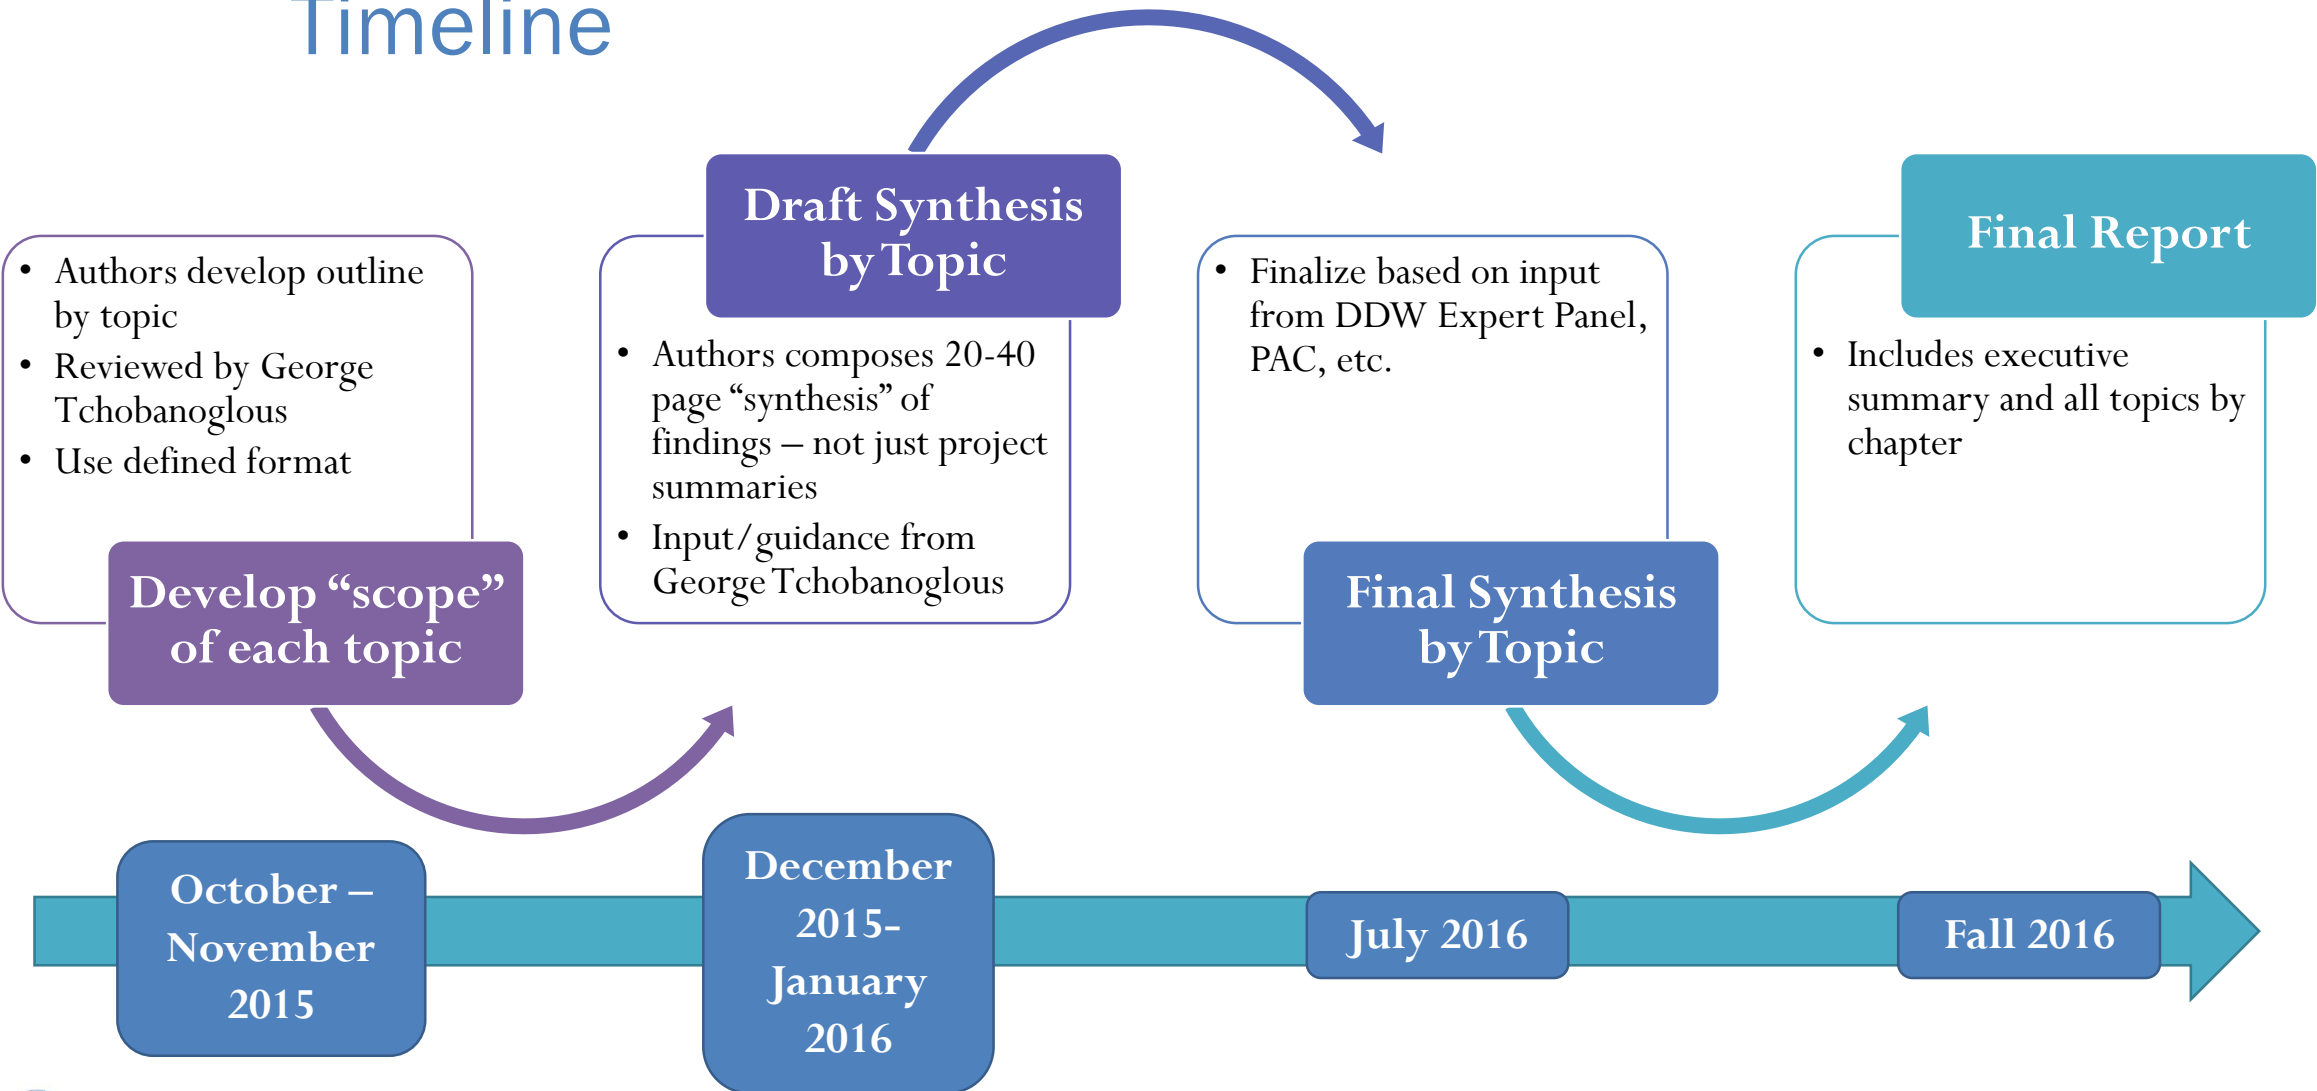 Timeline
• Authors develop outline
by topic
• Reviewed by George
Tchobanoglous
• Use defined format
Develop “scope”
of each topic
Draft Synthesis
by Topic
• Authors composes 20-40
page “synthesis” of
findings – not just project
summaries
• Input/guidance from
George Tchobanoglous
• Finalize based on input
from DDW Expert Panel,
PAC, etc.
Final Synthesis
by Topic
Final Report
• Includes executive
summary and all topics by
chapter
October –
November
2015
December
2015-
January
2016
July 2016
Fall 2016